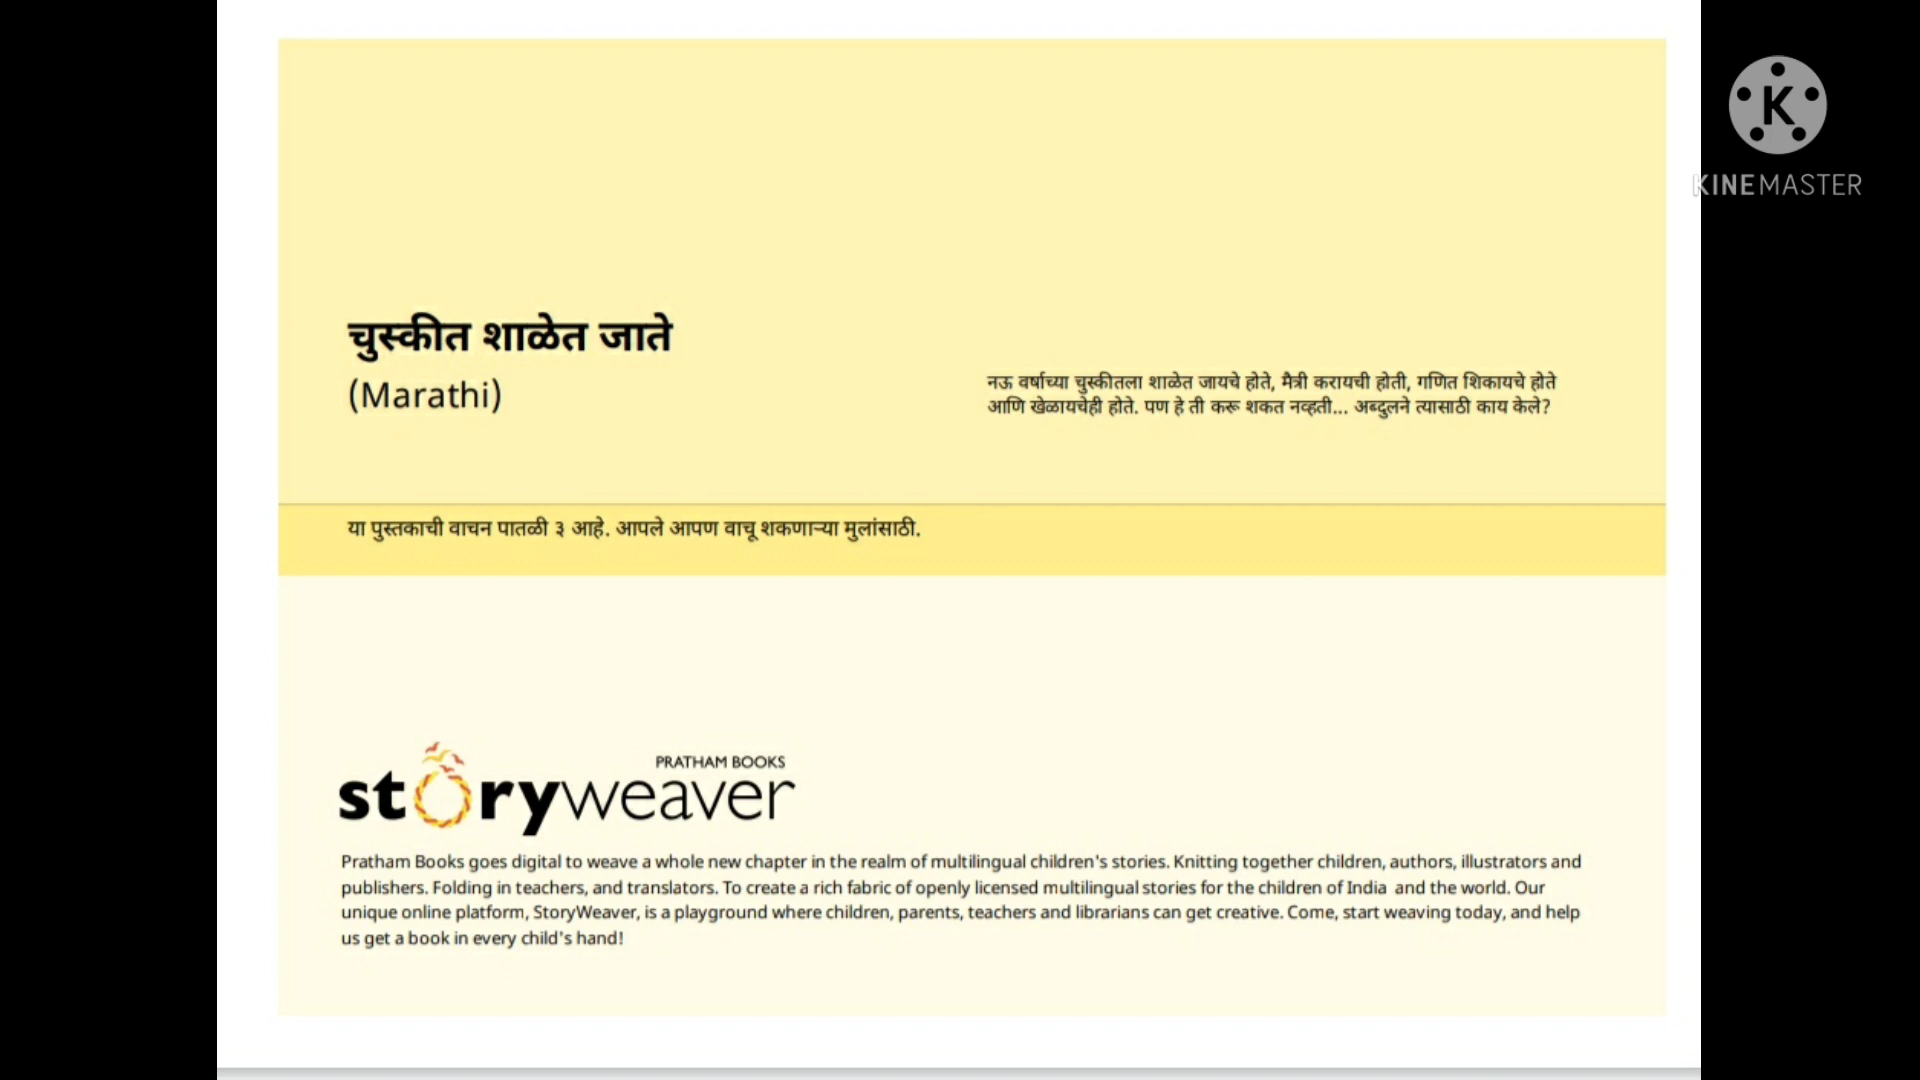 चुस्कीत शाळेत जाते
(Marathi)
नऊ वर्षाच्या चुस्कीतला शाळेत जायचे होते, मैत्री करायची होती, गणित शिकायचे होते
आणि खेळायचेही होते. पण हे ती करू शकत नव्हती... अब्दुलने त्यासाठी काय केले?
या पुस्तकाची वाचन पातळी ३ आहे. आपले आपण वाचू शकणाऱ्या मुलांसाठी.
PRATHAM BOOKS
storyweaver
Pratham Books goes digital to weave a whole new chapter in the realm of multilingual children's stories. Knitting together children, authors, illustrators and
publishers. Folding in teachers, and translators. To create a rich fabric of openly licensed multilingual stories for the children of India and the world. Our
unique online platform, StoryWeaver, is a playground where children, parents, teachers and librarians can get creative. Come, start weaving today, and help
us get a book in every child's hand!
K
KINEMASTER